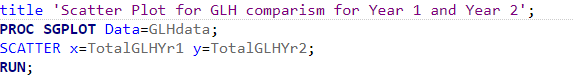 title 'Scatter Plot for GLH comparism for Year 1 and Year 2';
PROC SGPLOT Data=GLHdata;
SCATTER x=TotalGLHYr1 y=TotalGLHYr2;
RUN;